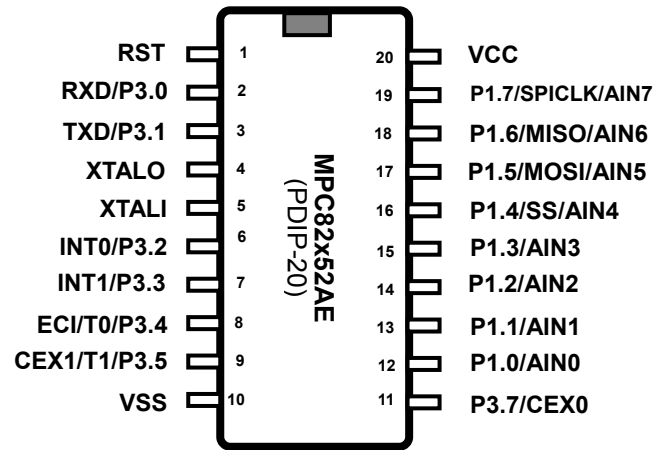 RST 1 20 VCC
RXD/P3.0 2 19 P1.7/SPICLK/AIN7
TXD/P3.1 3 18 P1.6/MISO/AIN6
XTALO 4 17 P1.5/MOSI/AIN5
XTALI 5 16 P1.4/SS/AIN4
INT0/P3.2 6 15 P1.3/AIN3
INT1/P3.3 7 14 P1.2/AIN2
ECI/T0/P3.4 8 13 P1.1/AIN1
CEX1/T1/P3.5 9 12 P1.0/AIN0
VSS 10 11 P3.7/CEX0
MPC82x52AE
(PDIP-20)